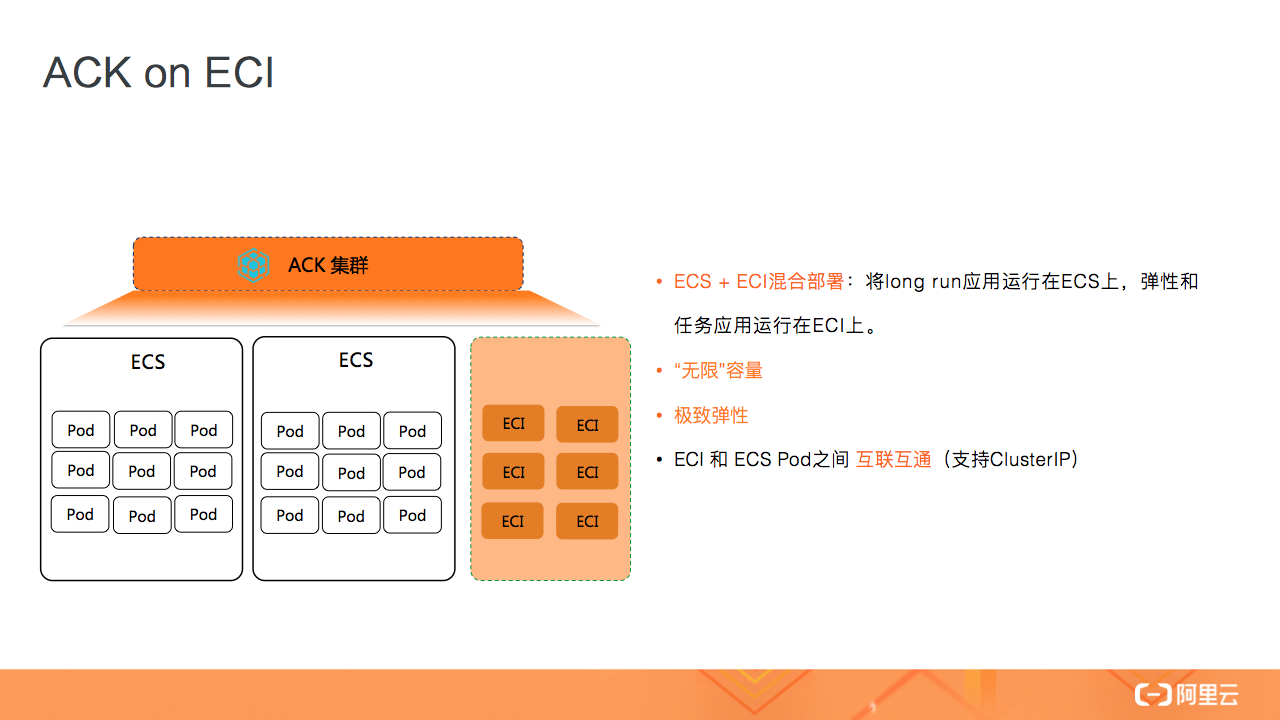 ACK on ECI
ACK 集群
ECS
Pod Pod Pod
Pod Pod Pod
Pod Pod Pod
ECS
Pod Pod Pod
Pod Pod Pod
Pod Pod Pod
ECI ECI
ECI ECI
ECI ECI
• ECS + ECI混合部署：将long run应用运行在ECS上，弹性和
任务应用运行在ECI上。
• “无限”容量
• 极致弹性
• ECI 和 ECS Pod之间 互联互通（支持ClusterIP）
阿里云